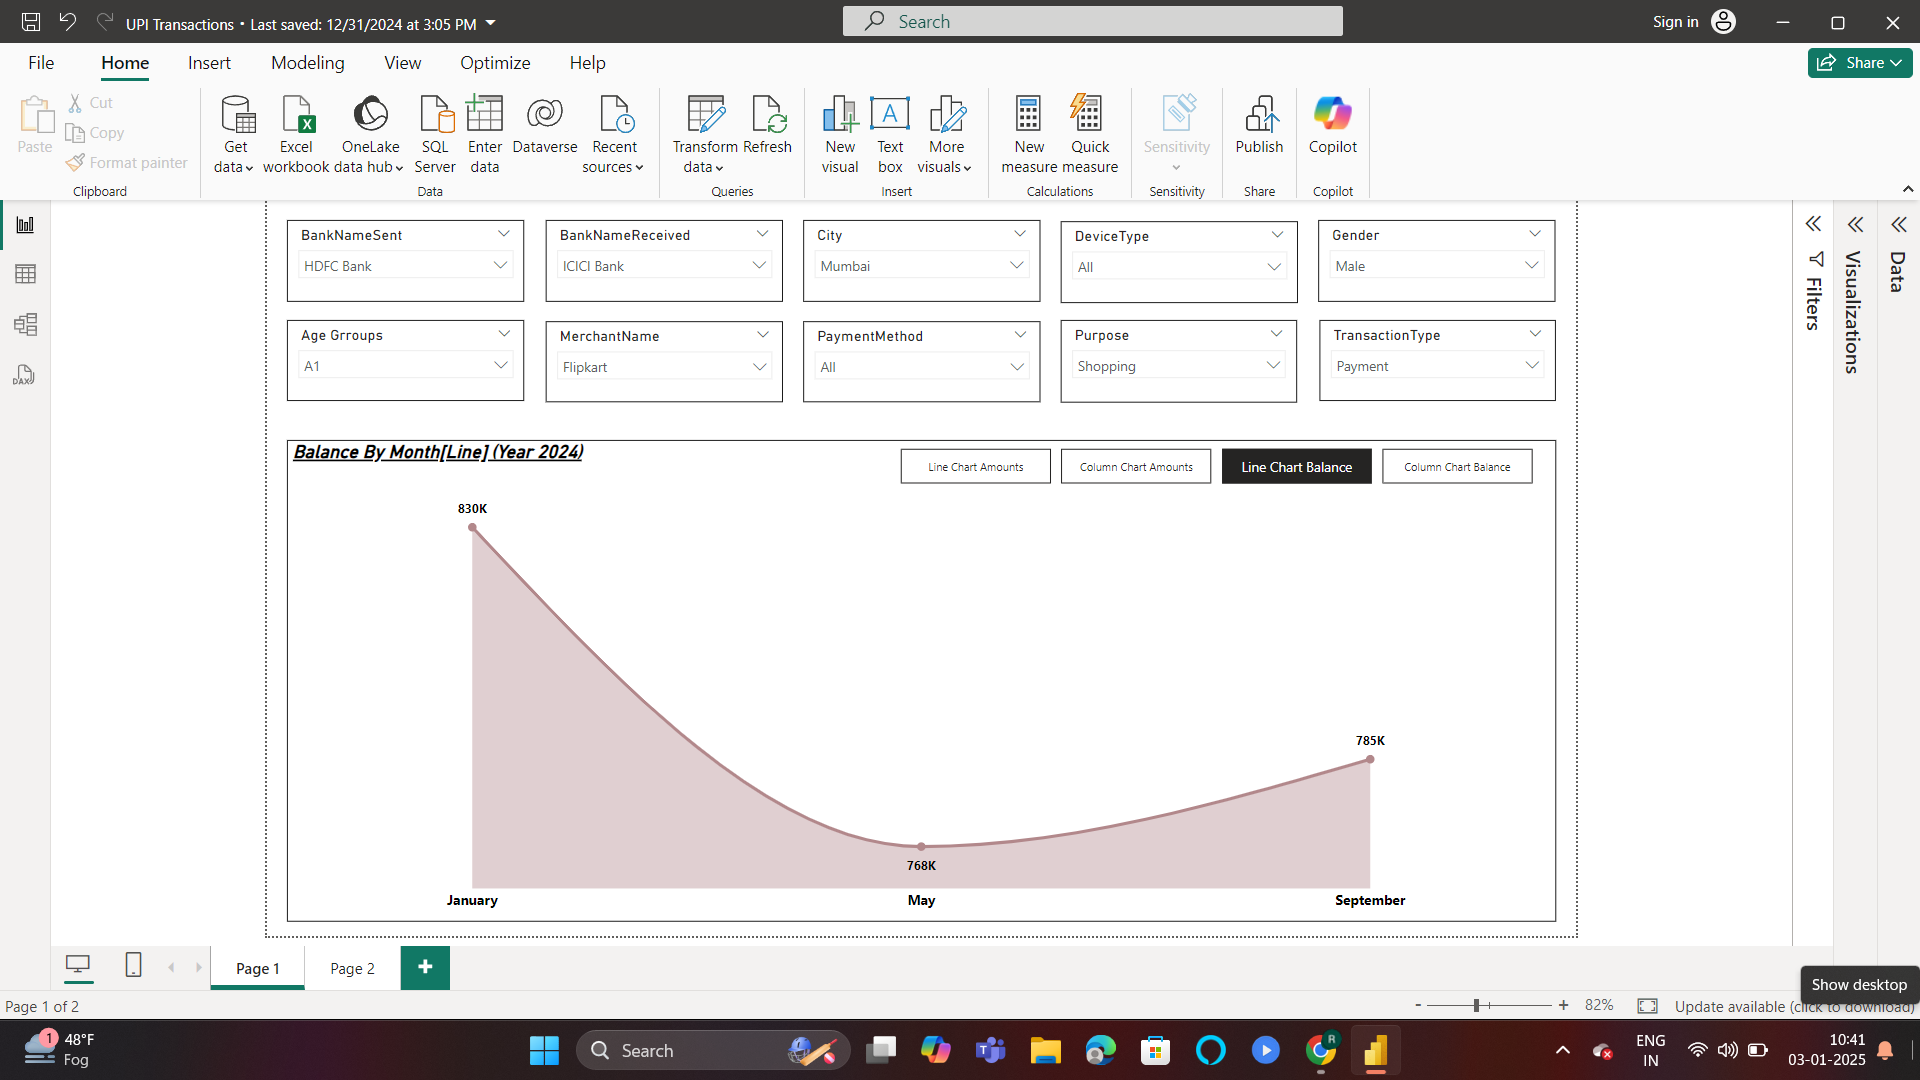 UPI Transactions • Last saved: 12/31/2024 at 3:05 PM
Search
Sign in
File Home Insert Modeling View Optimize Help
Share
Paste
Cut
Copy
Format painter
Clipboard
Get data
Excel workbook
OneLake data hub
SQL Server
Enter data
Dataverse
Recent sources
Data
Transform data
Refresh
Queries
New visual
Text box
More visuals
Insert
New measure
Quick measure
Calculations
Sensitivity
Sensitivity
Publish
Share
Copilot
Copilot
DAX
BankNameSent
HDFC Bank
BankNameReceived
ICICI Bank
City
Mumbai
DeviceType
All
Gender
Male
Age Grroups
A1
MerchantName
Flipkart
PaymentMethod
All
Purpose
Shopping
TransactionType
Payment
Filters
Visualizations
Data
Balance By Month[Line] (Year 2024)
Line Chart Amounts
Column Chart Amounts
Line Chart Balance
Column Chart Balance
830K
785K
768K
January May September
Page 1
Page 2
+
Show desktop
Page 1 of 2
- + 82%
Update available (click to download)
1
48°F
Fog
Search
R
ENG
IN
10:41
03-01-2025